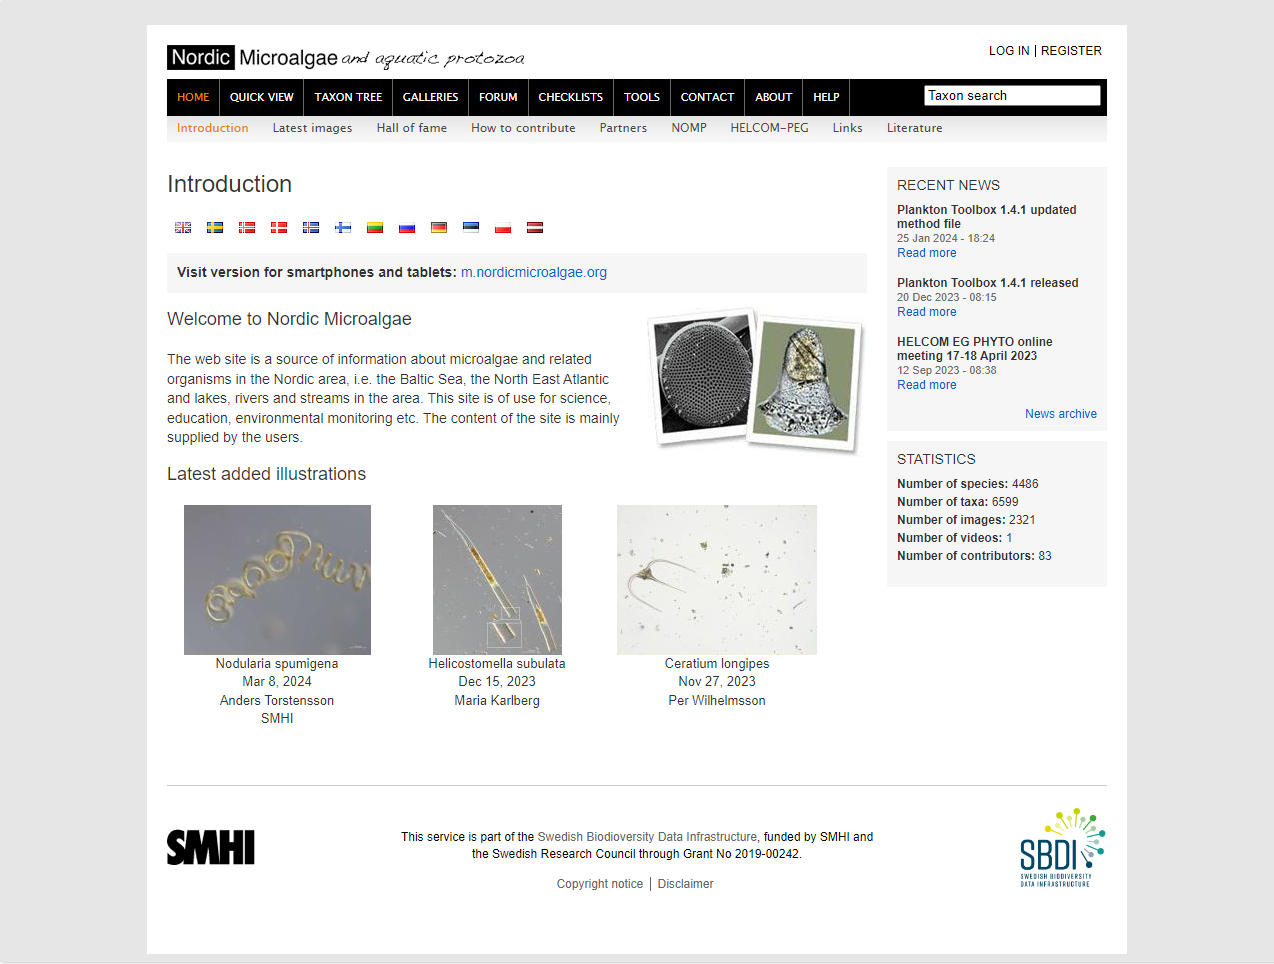 Nordic Microalgae and aquatic protozoa
LOG IN | REGISTER
HOME QUICK VIEW TAXON TREE GALLERIES FORUM CHECKLISTS TOOLS CONTACT ABOUT HELP
Taxon search
Introduction Latest images Hall of fame How to contribute Partners NOMP HELCOM-PEG Links Literature
Introduction
Visit version for smartphones and tablets: m.nordicmicroalgae.org
Welcome to Nordic Microalgae
The web site is a source of information about microalgae and related
organisms in the Nordic area, i.e. the Baltic Sea, the North East Atlantic
and lakes, rivers and streams in the area. This site is of use for science,
education, environmental monitoring etc. The content of the site is mainly
supplied by the users.
Latest added illustrations
Nodularia spumigena
Mar 8, 2024
Anders Torstensson
SMHI
Helicostomella subulata
Dec 15, 2023
Maria Karlberg
Ceratium longipes
Nov 27, 2023
Per Wilhelmsson
RECENT NEWS
Plankton Toolbox 1.4.1 updated
method file
25 Jan 2024 - 18:24
Read more
Plankton Toolbox 1.4.1 released
20 Dec 2023 - 08:15
Read more
HELCOM EG PHYTO online
meeting 17-18 April 2023
12 Sep 2023 - 08:38
Read more
News archive
STATISTICS
Number of species: 4486
Number of taxa: 6599
Number of images: 2321
Number of videos: 1
Number of contributors: 83
SMHI
This service is part of the Swedish Biodioversity Data Infrastructure, funded by SMHI and
the Swedish Research Council through Grant No 2019-00242.
Copyright notice | Disclaimer
SBDI
SWEDISH BIODIVERSITY
DATA INFRASTRUCTURE